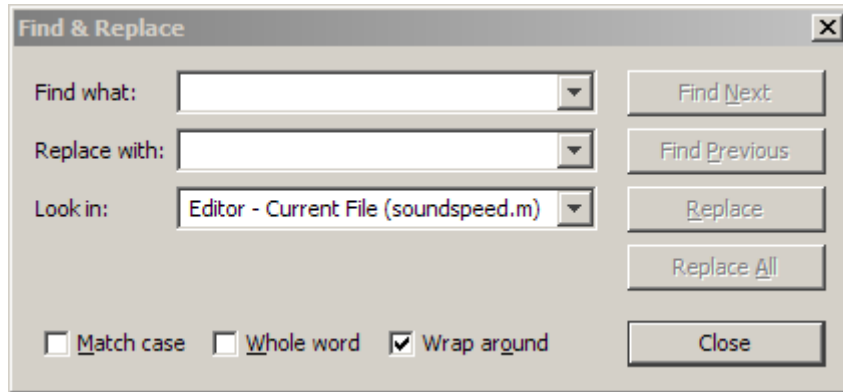 Find & Replace
Find what:
Find Next
Replace with:
Find Previous
Look in:
Editor - Current File (soundspeed.m)
Replace
Replace All
Match case
Whole word
Wrap around
Close